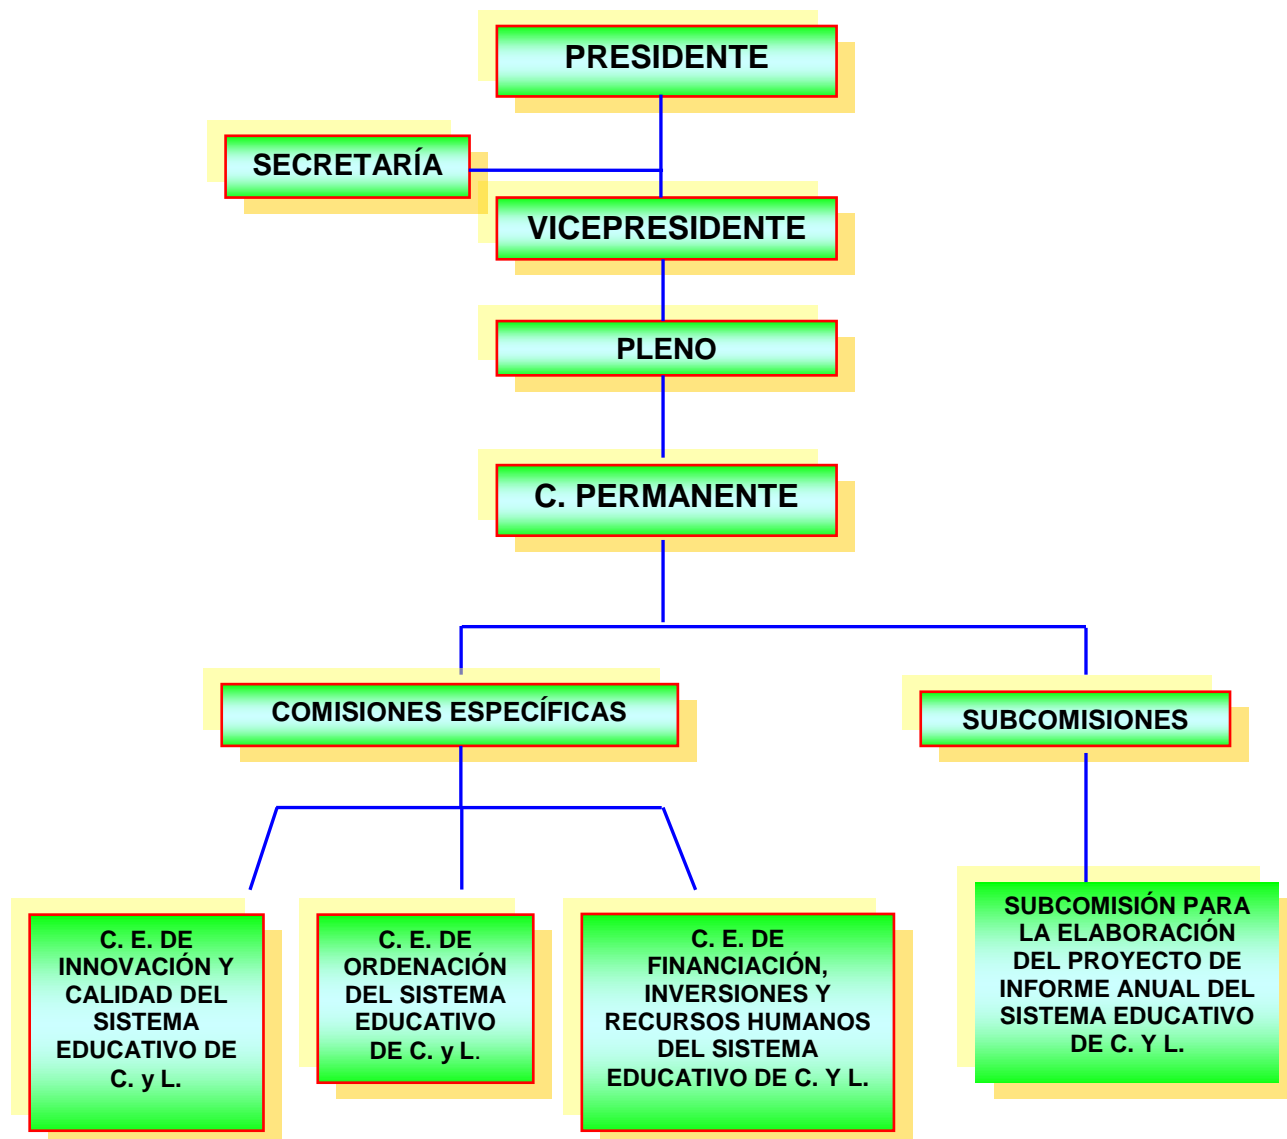 PRESIDENTE
SECRETARÍA
VICEPRESIDENTE
PLENO
C. PERMANENTE
COMISIONES ESPECÍFICAS
SUBCOMISIONES
C. E. DE
INNOVACIÓN Y
CALIDAD DEL
SISTEMA
EDUCATIVO DE
C. y L.
C. E. DE
ORDENACIÓN
DEL SISTEMA
EDUCATIVO
DE C. y L.
C. E. DE
FINANCIACIÓN,
INVERSIONES Y
RECURSOS HUMANOS
DEL SISTEMA
EDUCATIVO DE C. Y L.
SUBCOMISIÓN PARA
LA ELABORACIÓN
DEL PROYECTO DE
INFORME ANUAL DEL
SISTEMA EDUCATIVO
DE C. Y L.